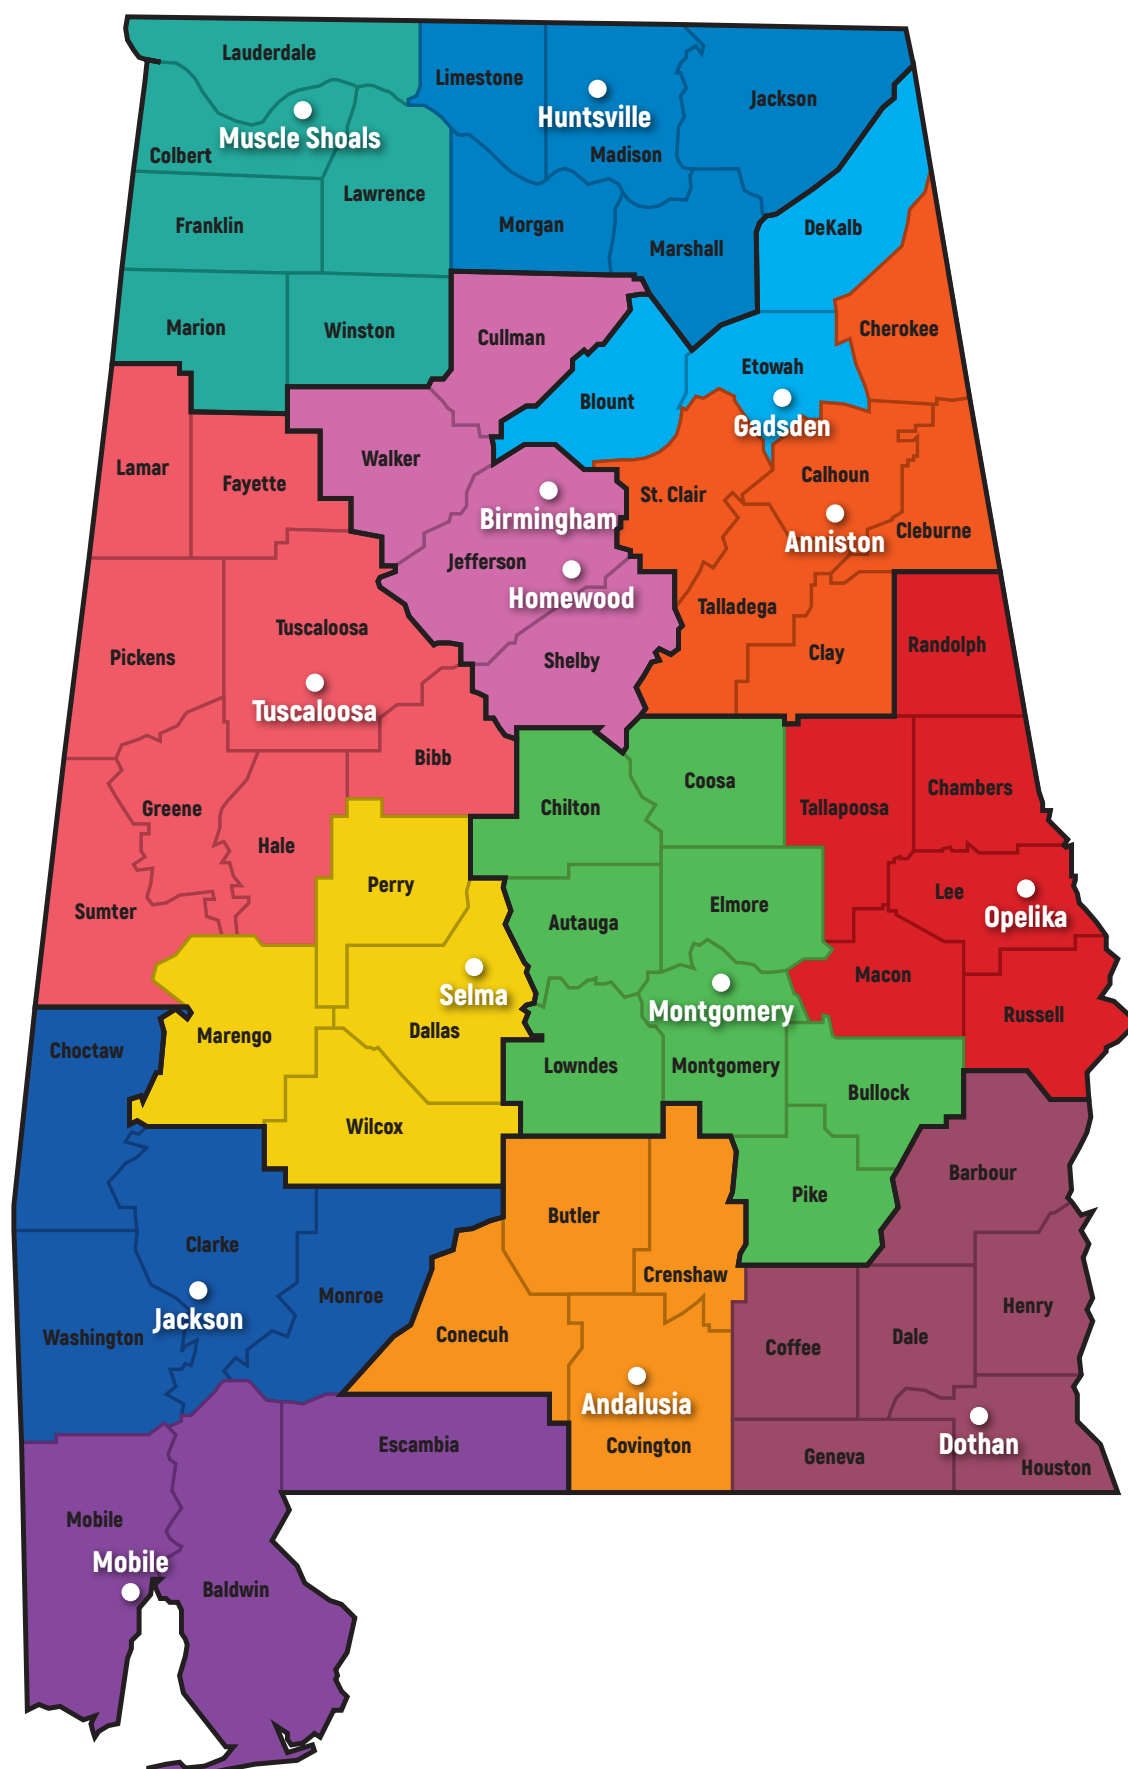 Lauderdale
Limestone
Huntsville
Jackson
Muscle Shoals
Colbert
Madison
Lawrence
Franklin
Morgan
Marshall
DeKalb
Marion
Winston
Cullman
Cherokee
Etowah
Blount
Gadsden
Walker
Lamar
Fayette
St. Clair
Calhoun
Birmingham
Anniston
Cleburne
Jefferson
Homewood
Talladega
Tuscaloosa
Pickens
Shelby
Clay
Randolph
Tuscaloosa
Bibb
Coosa
Chambers
Greene
Chilton
Tallapoosa
Hale
Perry
Lee
Sumter
Autauga
Elmore
Opelika
Selma
Macon
Montgomery
Russell
Choctaw
Marengo
Dallas
Lowndes
Montgomery
Bullock
Wilcox
Barbour
Pike
Butler
Clarke
Crenshaw
Monroe
Henry
Jackson
Washington
Conecuh
Coffee
Dale
Andalusia
Escambia
Covington
Dothan
Geneva
Houston
Mobile
Mobile
Baldwin